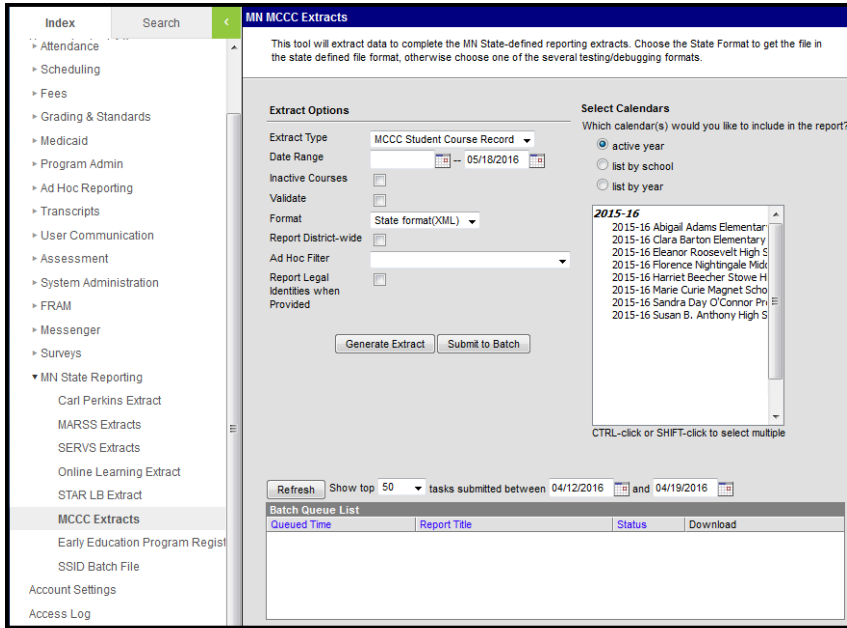 Index
Search
Attendance
Scheduling
Fees
Grading & Standards
Medicaid
Program Admin
Ad Hoc Reporting
Transcripts
User Communication
Assessment
System Administration
FRAM
Messenger
Surveys
MN State Reporting
Carl Perkins Extract
MARSS Extracts
SERVS Extracts
Online Learning Extract
STAR LB Extract
MCCC Extracts
Early Education Program Regist
SSID Batch File
Account Settings
Access Log
MN MCCC Extracts
This tool will extract data to complete the MN State-defined reporting extracts. Choose the State Format to get the file in
the state defined file format, otherwise choose one of the several testing/debugging formats.
Extract Options
Extract Type MCCC Student Course Record
Date Range – 05/18/2016
Inactive Courses
Validate
Format State format(XML)
Report District-wide
Ad Hoc Filter
Report Legal
Identities when
Provided
Generate Extract Submit to Batch
Select Calendars
Which calendar(s) would you like to include in the report?
active year
list by school
list by year
2015-16
2015-16 Abigail Adams Elementar
2015-16 Clara Barton Elementary
2015-16 Eleanor Roosevelt High S
2015-16 Florence Nightingale Midd
2015-16 Harriet Beecher Stowe H
2015-16 Marie Curie Magnet Scho
2015-16 Sandra Day O'Connor Pr
2015-16 Susan B. Anthony High S
CTRL-click or SHIFT-click to select multiple
Refresh Show top 50 tasks submitted between 04/12/2016 and 04/19/2016
Batch Queue List
Queued Time Report Title Status Download